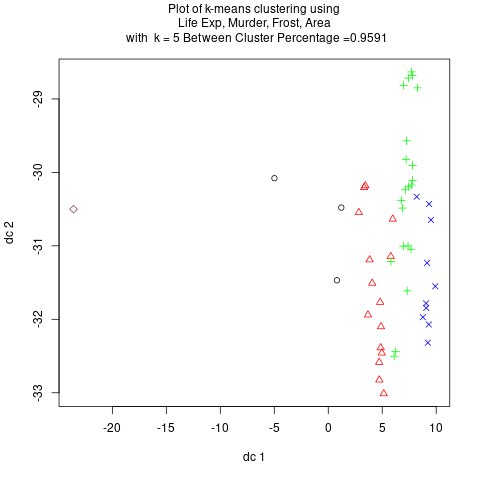 Plot of k-means clustering using
Life Exp, Murder, Frost, Area
with k = 5 Between Cluster Percentage =0.9591
-29
-30
-31
-32
-33
dc 2
-20 -15 -10 -5 0 5 10
dc 1